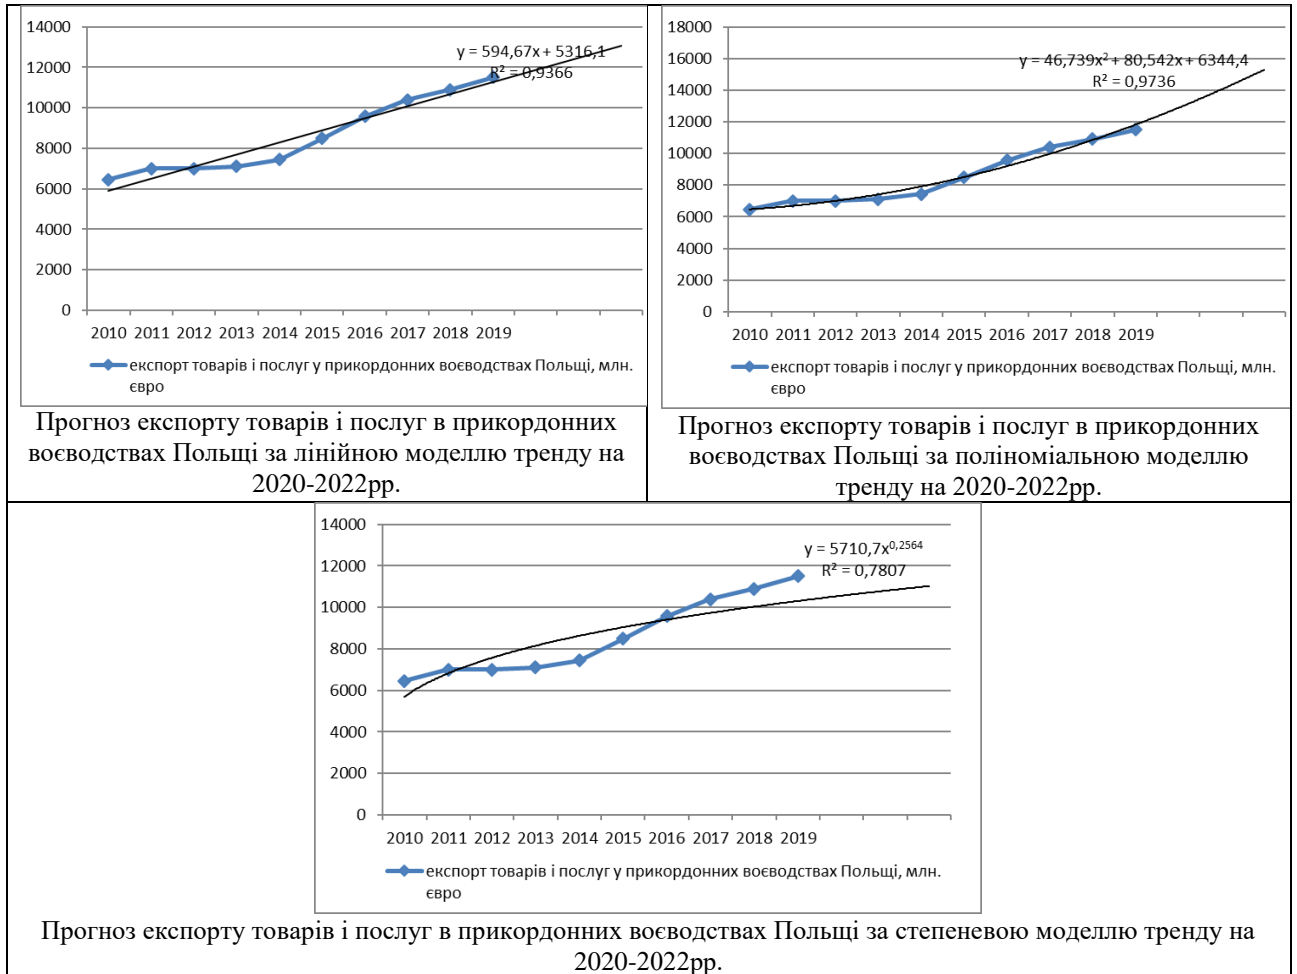 14000
12000
10000
8000
6000
4000
2000
0
y = 594,67x + 5316,1
R² = 0,9366
2010 2011 2012 2013 2014 2015 2016 2017 2018 2019
експорт товарів і послуг у прикордонних воєводствах Польщі, млн.
євро
Прогноз експорту товарів і послуг в прикордонних
воєводствах Польщі за лінійною моделлю тренду на
2020-2022рр.
18000
16000
14000
12000
10000
8000
6000
4000
2000
0
y = 46,739x² + 80,542x + 6344,4
R² = 0,9736
2010 2011 2012 2013 2014 2015 2016 2017 2018 2019
експорт товарів і послуг у прикордонних воєводствах Польщі, млн.
євро
Прогноз експорту товарів і послуг в прикордонних
воєводствах Польщі за поліноміальною моделлю
тренду на 2020-2022рр.
14000
12000
10000
8000
6000
4000
2000
0
y = 5710,7x⁰,²⁵⁶⁴
R² = 0,7807
2010 2011 2012 2013 2014 2015 2016 2017 2018 2019
експорт товарів і послуг у прикордонних воєводствах Польщі, млн.
євро
Прогноз експорту товарів і послуг в прикордонних воєводствах Польщі за степеневою моделлю тренду на
2020-2022рр.